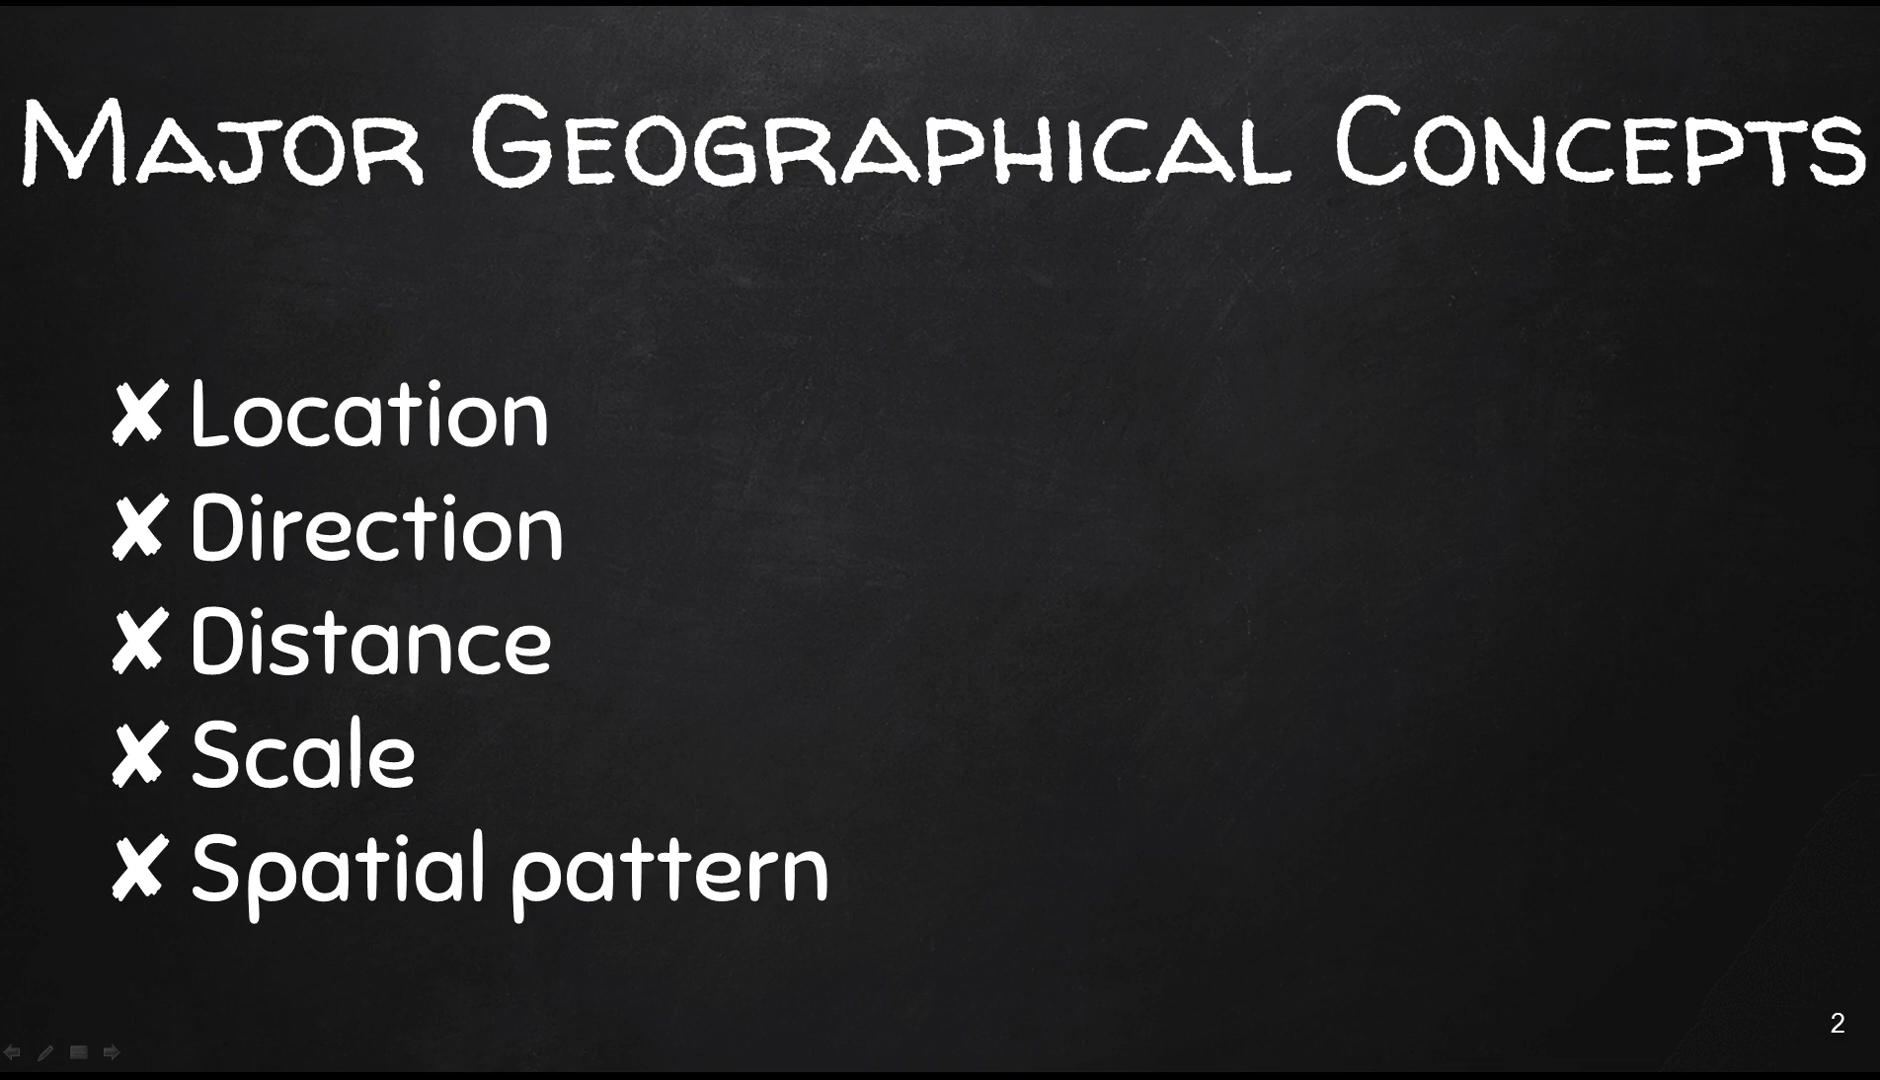 Major Geographical Concepts
✘ Location
✘ Direction
✘ Distance
✘ Scale
✘ Spatial pattern
2